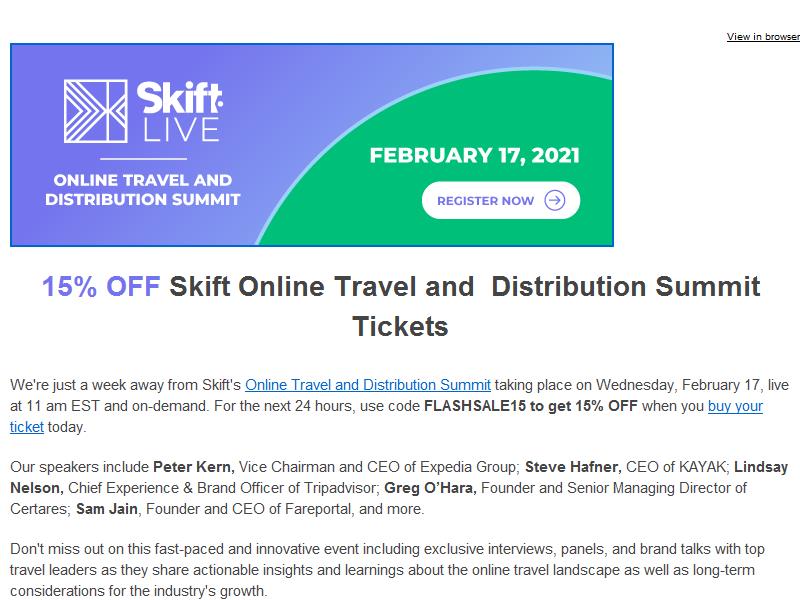 View in browser
Skift
LIVE
ONLINE TRAVEL AND
DISTRIBUTION SUMMIT
FEBRUARY 17, 2021
REGISTER NOW
15% OFF Skift Online Travel and  Distribution Summit
Tickets
We're just a week away from Skift's Online Travel and Distribution Summit taking place on Wednesday, February 17, live
at 11 am EST and on-demand. For the next 24 hours, use code FLASHSALE15 to get 15% OFF when you buy your
ticket today.
Our speakers include Peter Kern, Vice Chairman and CEO of Expedia Group; Steve Hafner, CEO of KAYAK; Lindsay
Nelson, Chief Experience & Brand Officer of Tripadvisor; Greg O’Hara, Founder and Senior Managing Director of
Certares; Sam Jain, Founder and CEO of Fareportal, and more.
Don't miss out on this fast-paced and innovative event including exclusive interviews, panels, and brand talks with top
travel leaders as they share actionable insights and learnings about the online travel landscape as well as long-term
considerations for the industry's growth.